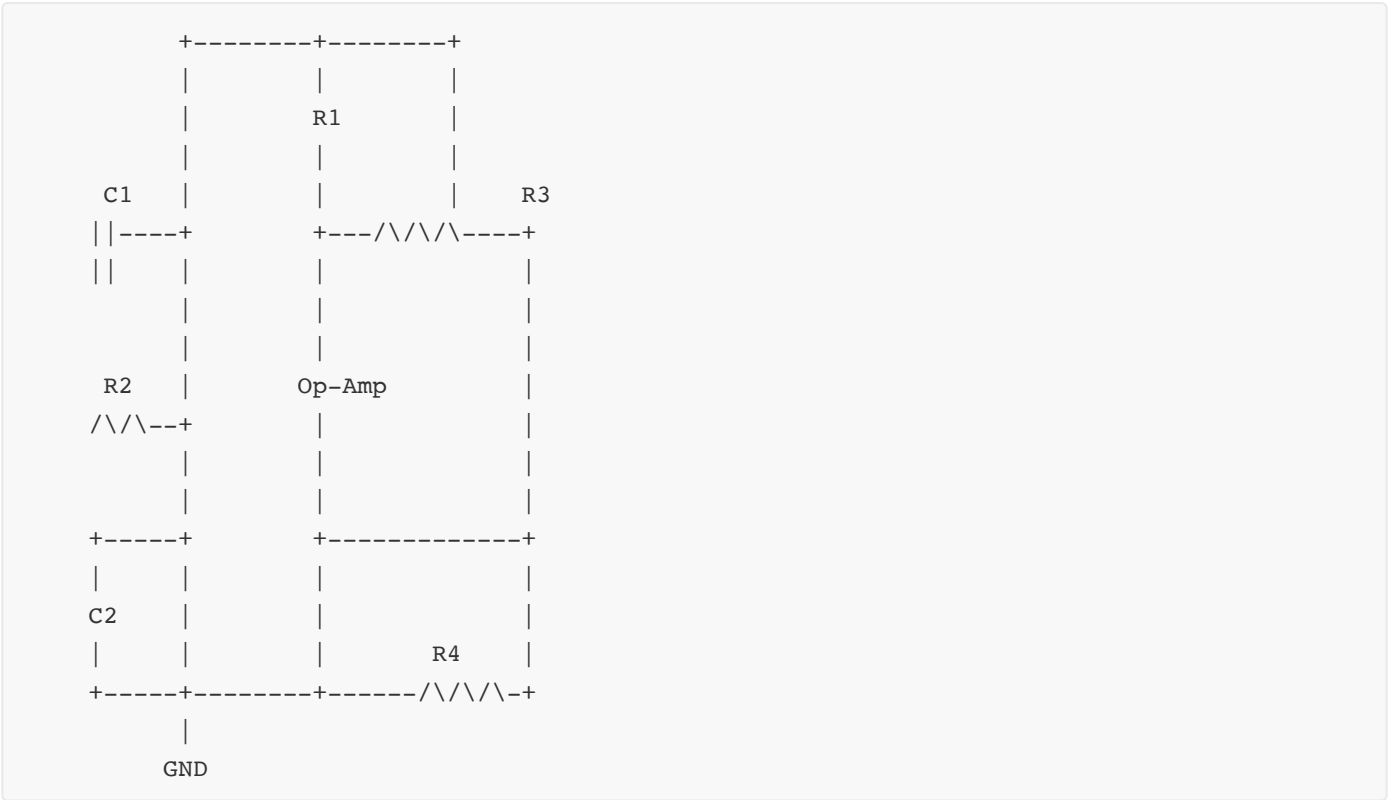 +--------+--------+
|        |        |
|        R1       |
|        |        |
C1   |        |        |    R3
||----+        +---/\/\/\----+
||    |        |             |
|        |             |
|        |             |
R2   |      Op-Amp         |
/\/\--+        |             |
|        |             |
|        |             |
+-----+        +-------------+
|     |        |             |
C2    |        |             |
|     |        |       R4    |
+-----+--------+------/\/\/\-+
|
GND